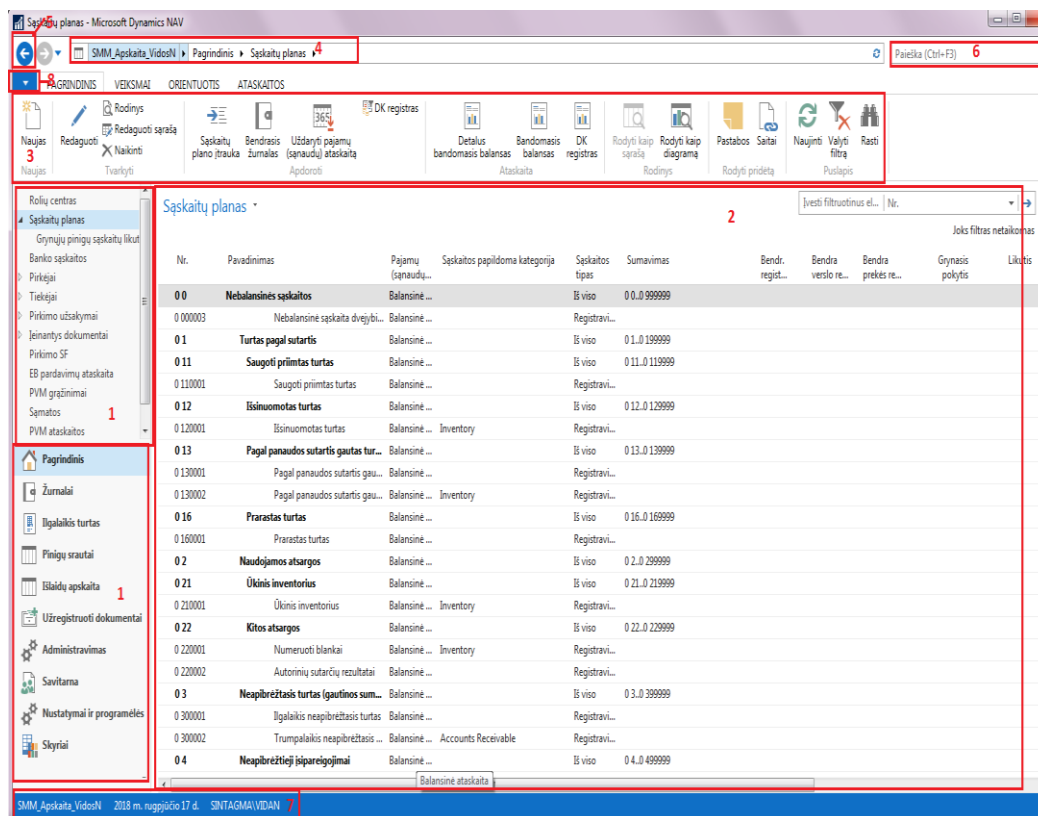 Sąskaitų planas - Microsoft Dynamics NAV
5
SMM_Apskaita_VidosN Pagrindinis Sąskaitų planas 4
Paieška (Ctrl+F3) 6
8 PAGRINDINIS VEIKSMAI ORIENTUOTIS ATASKAITOS
Naujas
3
Naujas
Redaguoti
Rodinys
Redaguoti sąrašą
Naikinti
Tvarkyti
Sąskaitų plano įtrauka
Bendrasis žurnalas
365
Uždaryti pajamų (sąnaudų) ataskaitą
DK registras
Apdoroti
Detalus bandomasis balansas
Bandomasis balansas
DK registras
Ataskaita
Rodyti kaip sąrašą
Rodyti kaip diagramą
Rodinys
Pastabos
Saitai
Rodyti pridėtą
Naujinti
Valyti filtrą
Rasti
Puslapis
Rolių centras
Sąskaitų planas
Grynųjų pinigų sąskaitų likut
Banko sąskaitos
Pirkėjai
Tiekėjai
Pirkimo užsakymai
Įeinantys dokumentai
Pirkimo SF
EB pardavimų ataskaita
PVM grąžinimai
Sąmatos
1
PVM ataskaitos
Pagrindinis
Žurnalai
Ilgalaikis turtas
Pinigų srautai
Išlaidų apskaita
1
Užregistruoti dokumentai
Administravimas
Savitarna
Nustatymai ir programėlės
Skyriai
Sąskaitų planas
2
Įvesti filtruotinus el... Nr.
Joks filtras netaikomas
Nr. Pavadinimas Pajamų (sąnaudų... Sąskaitos papildoma kategorija Sąskaitos tipas Sumavimas Bendr. regist... Bendra verslo re... Bendra prekės re... Grynasis pokytis Likutis
0 0 Nebalansinės sąskaitos Balansinė ... Iš viso 0 0..0 999999
0 000003 Nebalansinė sąskaita dvejybi... Balansinė ... Registravi...
0 1 Turtas pagal sutartis Balansinė ... Iš viso 0 1..0 199999
0 11 Saugoti priimtas turtas Balansinė ... Iš viso 0 11..0 119999
0 110001 Saugoti priimtas turtas Balansinė ... Registravi...
0 12 Išsinuomotas turtas Balansinė ... Iš viso 0 12..0 129999
0 120001 Išsinuomotas turtas Balansinė ... Inventory Registravi...
0 13 Pagal panaudos sutartis gautas tur... Balansinė ... Iš viso 0 13..0 139999
0 130001 Pagal panaudos sutartis gau... Balansinė ... Registravi...
0 130002 Pagal panaudos sutartis gau... Balansinė ... Inventory Registravi...
0 16 Prarastas turtas Balansinė ... Iš viso 0 16..0 169999
0 160001 Prarastas turtas Balansinė ... Registravi...
0 2 Naudojamos atsargos Balansinė ... Iš viso 0 2..0 299999
0 21 Ūkinis inventorius Balansinė ... Iš viso 0 21..0 219999
0 210001 Ūkinis inventorius Balansinė ... Inventory Registravi...
0 22 Kitos atsargos Balansinė ... Iš viso 0 22..0 229999
0 220001 Numeruoti blankai Balansinė ... Inventory Registravi...
0 220002 Autorinių sutarčių rezultatai Balansinė ... Registravi...
0 3 Neapibrėžtasis turtas (gautinos sum... Balansinė ... Iš viso 0 3..0 399999
0 300001 Ilgalaikis neapibrėžtasis turtas Balansinė ... Registravi...
0 300002 Trumpalaikis neapibrėžtasis ... Balansinė ... Accounts Receivable Registravi...
0 4 Neapibrėžtieji įsipareigojimai Balansinė ... Iš viso 0 4..0 499999
Balansinė ataskaita
SMM_Apskaita_VidosN 2018 m. rugpjūčio 17 d. SINTAGMA\VIDAN 7